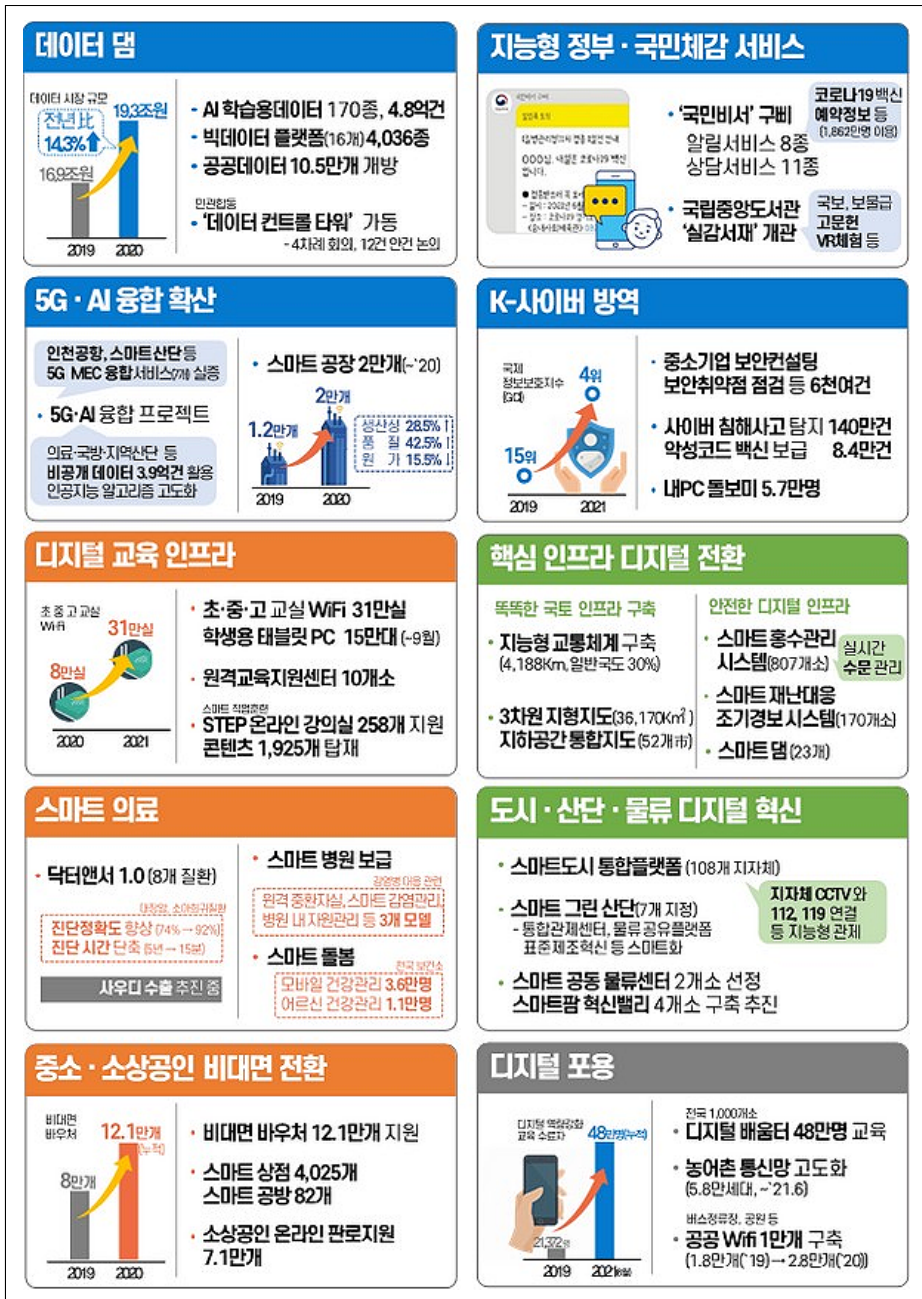 데이터 댐
데이터 시장 규모
전년比
14.3%
19.3조원
16.9조원
2019 2020
• AI 학습용데이터 170종, 4.8억건
• 빅데이터 플랫폼(16개) 4,036종
• 공공데이터 10.5만개 개방
민관합동
• '데이터 컨트롤 타워' 가동
- 4차례 회의, 12건 안건 논의
지능형 정부 · 국민체감 서비스
국민비서 구삐
OOO님, 내일은 코로나19 백신
입니다.
• '국민비서' 구삐
알림서비스 8종
상담서비스 11종
코로나19 백신
예약정보 등
(1,862만명 이용)
• 국립중앙도서관
'실감서재' 개관
국보, 보물급
고문헌
VR체험 등
5G · AI 융합 확산
인천공항, 스마트산단 등
5G MEC 융합서비스(7개) 실증
• 5G·AI 융합 프로젝트
의료·국방·지역산단 등
비공개 데이터 3.9억건 활용
인공지능 알고리즘 고도화
• 스마트 공장 2만개(~'20)
1.2만개
2만개
2019 2020
생산성 28.5%↑
품 질 42.5%↑
원 가 15.5%↓
K-사이버 방역
국제
정보보호지수
(GCI)
15위
4위
2019 2021
• 중소기업 보안컨설팅
보안취약점 점검 등 6천여건
• 사이버 침해사고 탐지 140만건
악성코드 백신 보급 8.4만건
• 내PC 돌보미 5.7만명
디지털 교육 인프라
초 중 고 교실
Wi-Fi
8만실
31만실
2020 2021
• 초·중·고 교실 WiFi 31만실
학생용 태블릿 PC 15만대 (~9월)
• 원격교육지원센터 10개소
스마트 직업훈련
• STEP 온라인 강의실 258개 지원
콘텐츠 1,925개 탑재
핵심 인프라 디지털 전환
똑똑한 국토 인프라 구축
• 지능형 교통체계 구축
(4,188Km, 일반국도 30%)
• 3차원 지형지도(36,170Km²)
지하공간 통합지도(52개市)
안전한 디지털 인프라
• 스마트 홍수관리
시스템(807개소)
실시간
수문 관리
• 스마트 재난대응
조기경보 시스템(170개소)
• 스마트 댐(23개)
스마트 의료
• 닥터앤서 1.0 (8개 질환)
대장암, 소아희귀질환
진단정확도 향상 (74% → 92%)
진단 시간 단축 (5년 → 15분)
사우디 수출 추진 중
• 스마트 병원 보급
감염병 대응 관련
원격 중환자실, 스마트 감염관리,
병원 내 자원관리 등 3개 모델
• 스마트 돌봄
전국 보건소
모바일 건강관리 3.6만명
어르신 건강관리 1.1만명
도시 · 산단 · 물류 디지털 혁신
• 스마트도시 통합플랫폼 (108개 지자체)
• 스마트 그린 산단(7개 지정)
- 통합관제센터, 물류 공유플랫폼
표준제조혁신 등 스마트화
지자체 CCTV와
112, 119 연결
등 지능형 관제
• 스마트 공동 물류센터 2개소 선정
스마트팜 혁신밸리 4개소 구축 추진
중소 · 소상공인 비대면 전환
비대면
바우처
8만개
12.1만개
(누적)
2019 2020
• 비대면 바우처 12.1만개 지원
• 스마트 상점 4,025개
스마트 공방 82개
• 소상공인 온라인 판로지원
7.1만개
디지털 포용
디지털 역량강화
교육 수료자
21,372명
48만명(누적)
2019 2021(6월)
전국 1,000개소
• 디지털 배움터 48만명 교육
• 농어촌 통신망 고도화
(5.8만세대, ~'21.6)
버스정류장, 공원 등
• 공공 Wifi 1만개 구축
(1.8만개('19)→ 2.8만개('20))